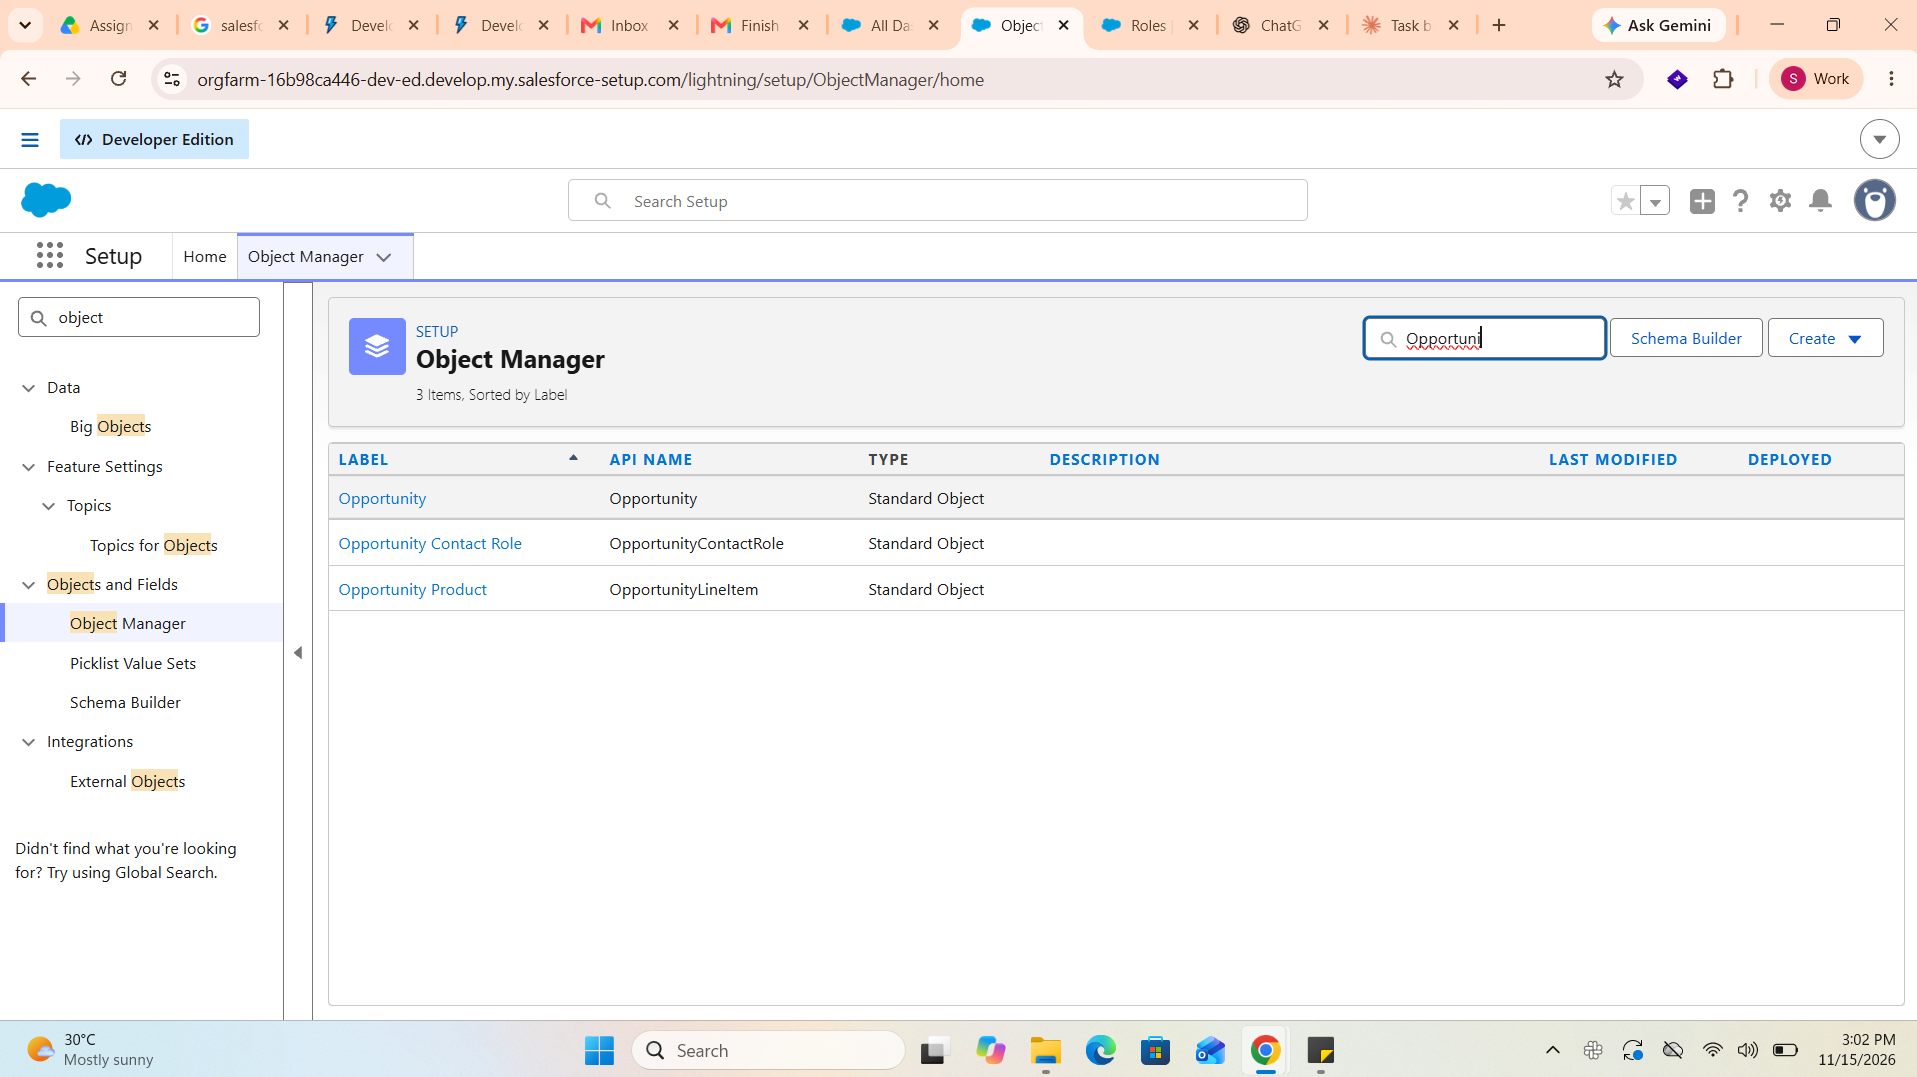 Assign
salesfo
Develo
Develo
Inbox
Finish
All Da
Object
Roles
ChatG
Task b
Ask Gemini
orgfarm-16b98ca446-dev-ed.develop.my.salesforce-setup.com/lightning/setup/ObjectManager/home
S
Work
Developer Edition
Search Setup
Setup
Home
Object Manager
object
Data
Big Objects
Feature Settings
Topics
Topics for Objects
Objects and Fields
Object Manager
Picklist Value Sets
Schema Builder
Integrations
External Objects
Didn't find what you're looking
for? Try using Global Search.
SETUP
Object Manager
3 Items, Sorted by Label
Opportuni
Schema Builder
Create
LABEL API NAME TYPE DESCRIPTION LAST MODIFIED DEPLOYED
Opportunity Opportunity Standard Object
Opportunity Contact Role OpportunityContactRole Standard Object
Opportunity Product OpportunityLineItem Standard Object
30°C
Mostly sunny
Search
3:02 PM
11/15/2026